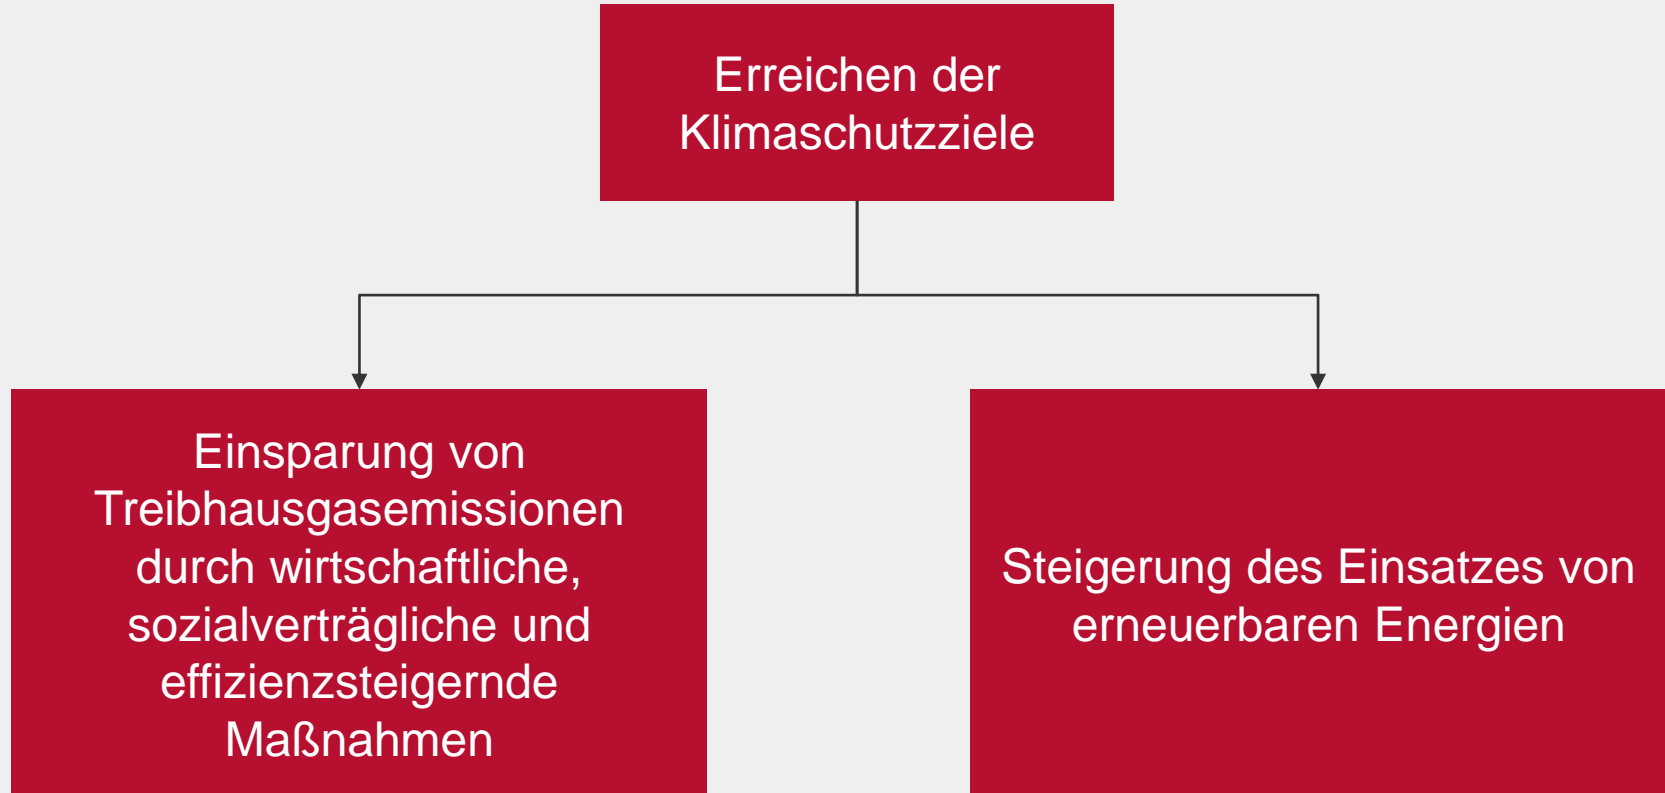 Erreichen der
Klimaschutzziele
Einsparung von
Treibhausgasemissionen
durch wirtschaftliche,
sozialverträgliche und
effizienzsteigernde
Maßnahmen
Steigerung des Einsatzes von
erneuerbaren Energien